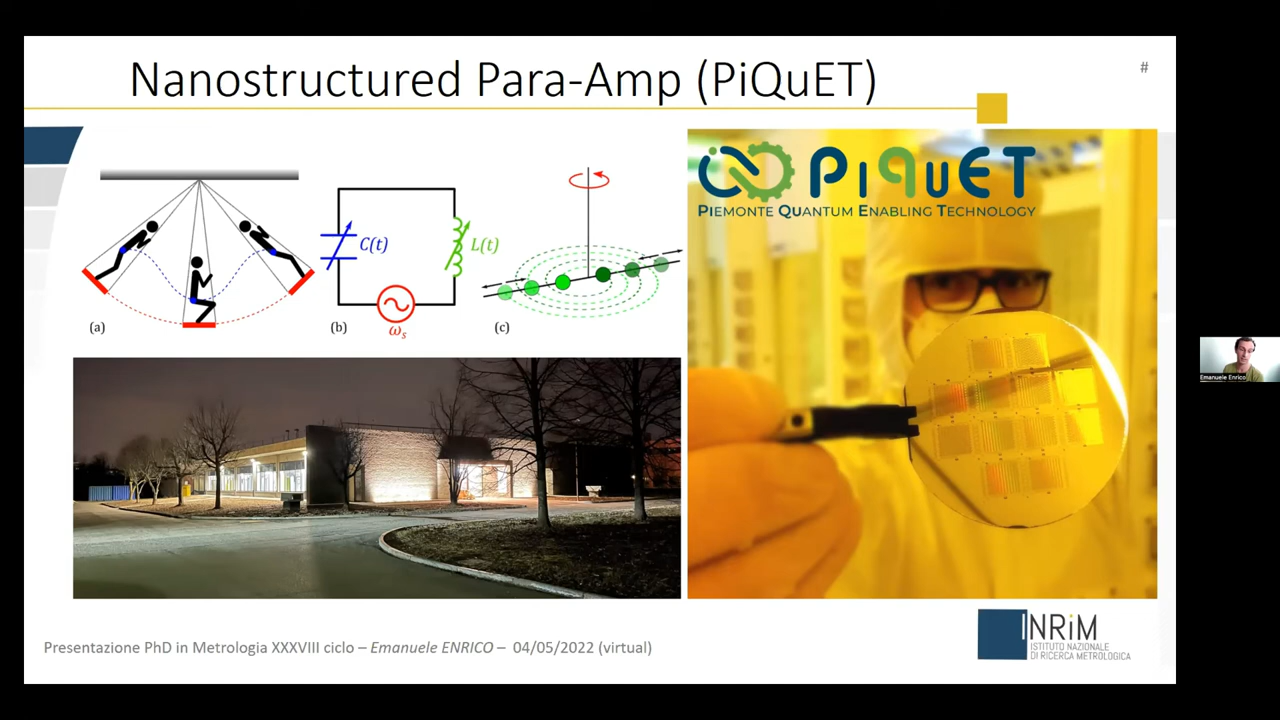 Nanostructured Para-Amp (PiQuET)
#
C(t)
L(t)
ωs
(a)
(b)
(c)
PiQuET
PIEMONTE QUANTUM ENABLING TECHNOLOGY
Presentazione PhD in Metrologia XXXVIII ciclo – Emanuele ENRICO – 04/05/2022 (virtual)
INRiM
ISTITUTO NAZIONALE
DI RICERCA METROLOGICA
Emanuele Enrico